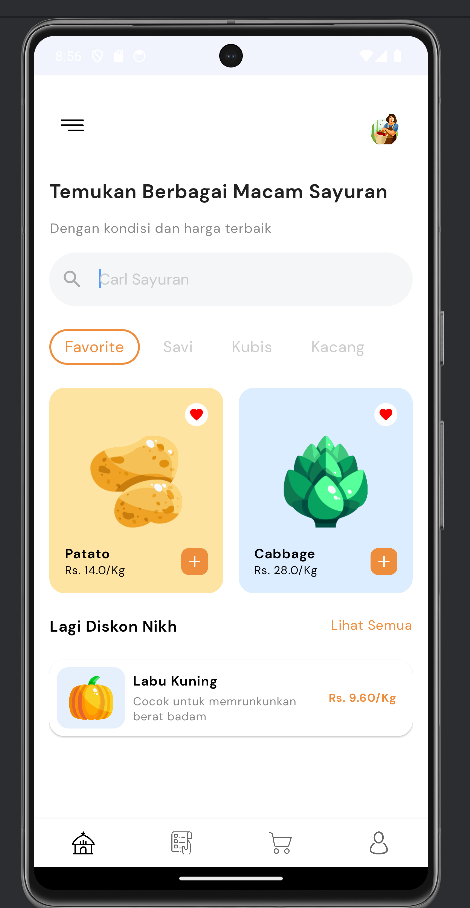 8:56
Temukan Berbagai Macam Sayuran
Dengan kondisi dan harga terbaik
Cari Sayuran
Favorite Savi Kubis Kacang
Patato
Rs. 14.0/Kg
Cabbage
Rs. 28.0/Kg
Lagi Diskon Nikh Lihat Semua
Labu Kuning
Cocok untuk memrunkunkan
berat badam
Rs. 9.60/Kg